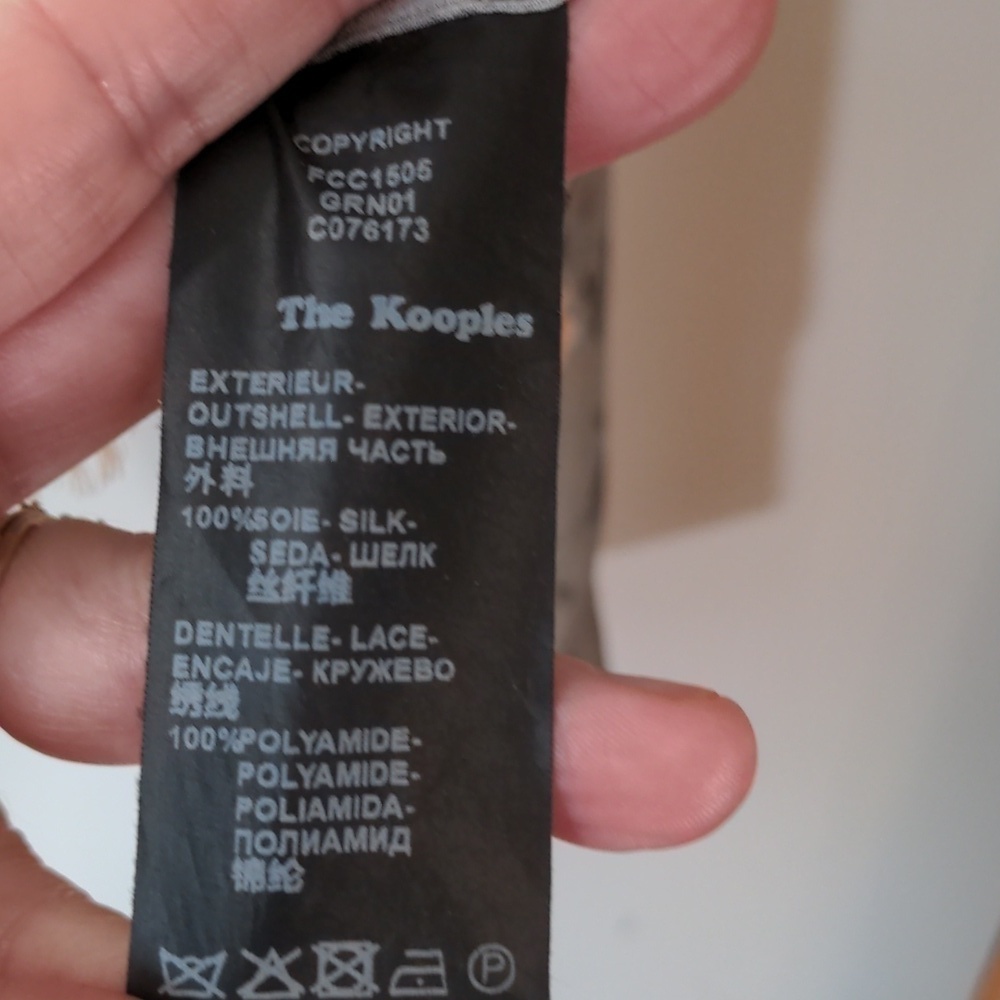 COPYRIGHT
FCC1505
GRN01
C076173
The Kooples
EXTERIEUR-
OUTSHELL- EXTERIOR-
ВНЕШНЯЯ ЧАСТЬ
外料
100%SOIE- SILK-
SEDA- ШЕЛК
丝纤维
DENTELLE- LACE-
ENCAJE- КРУЖЕВО
绣线
100%POLYAMIDE-
POLYAMIDE-
POLIAMIDA-
ПОЛИАМИД
锦纶
P